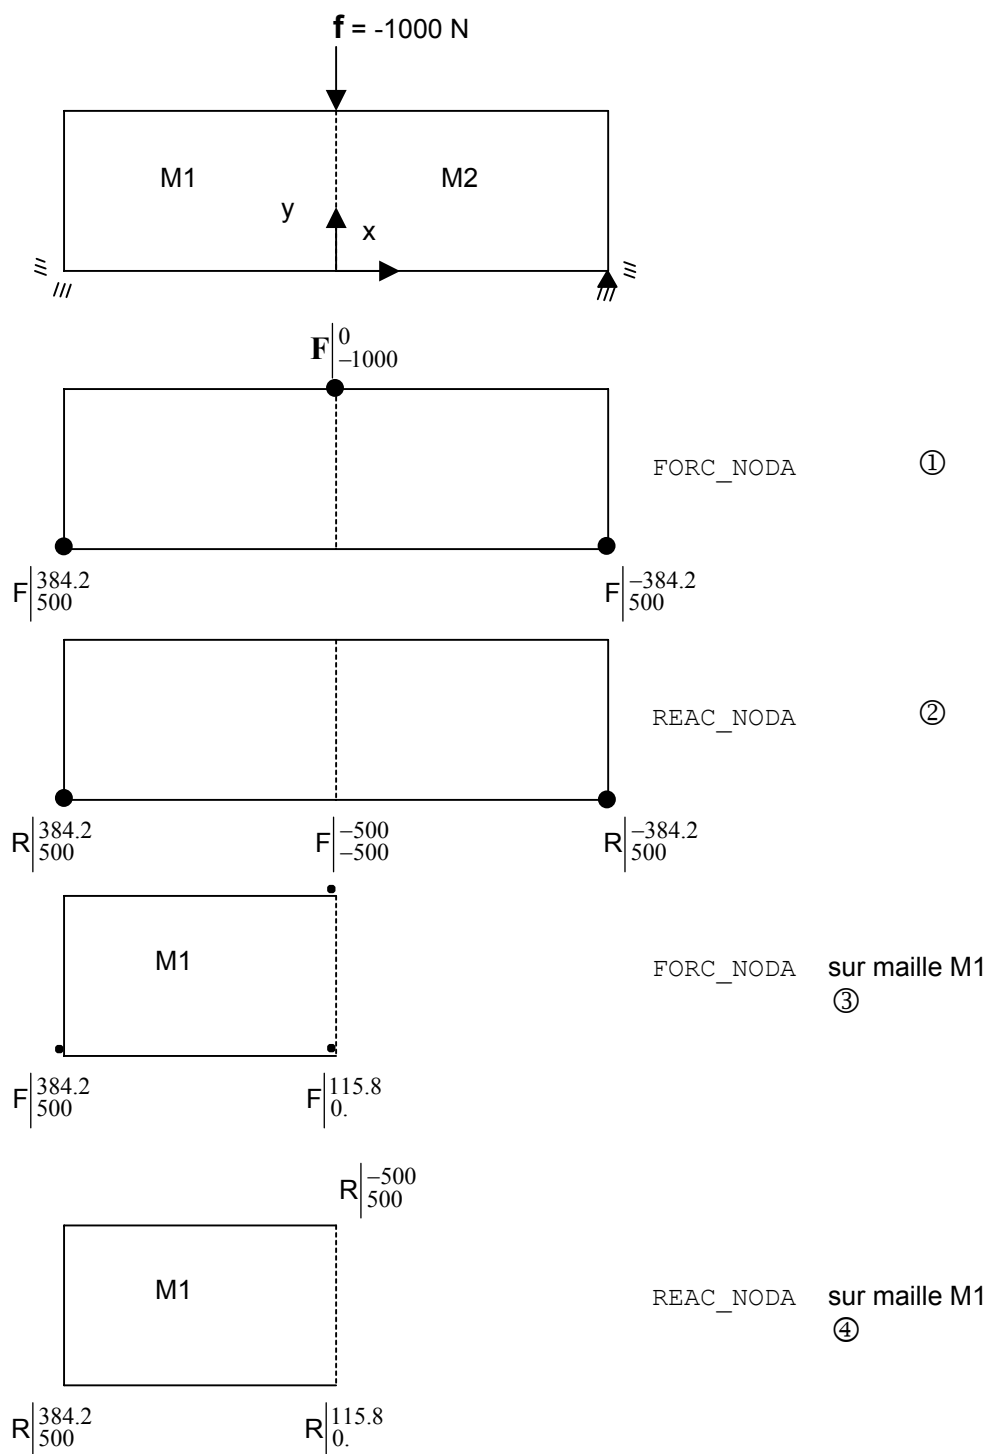 f = -1000 N
M1
M2
y
x
F|0
-1000
FORC_NODA ①
F|384.2
500
F|−384.2
500
REAC_NODA ②
R|384.2
500
F|−500
−500
R|−384.2
500
M1
FORC_NODA sur maille M1
③
F|384.2
500
F|115.8
0.
R|−500
500
M1
REAC_NODA sur maille M1
④
R|384.2
500
R|115.8
0.